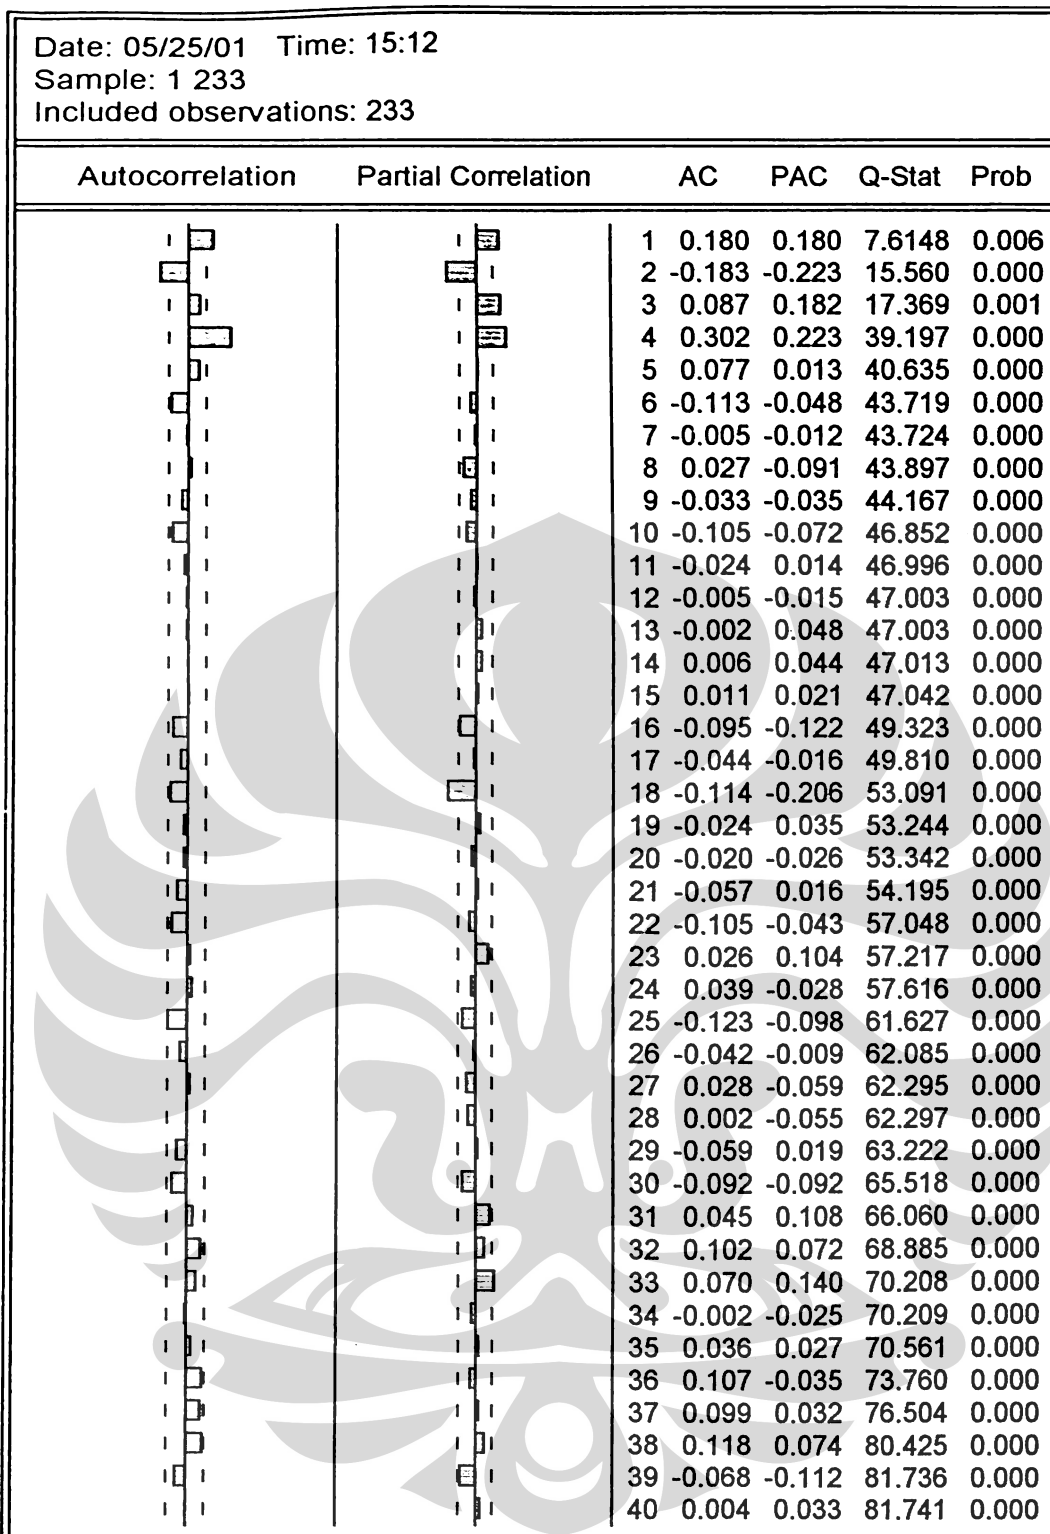 Date: 05/25/01 Time: 15:12
Sample: 1 233
Included observations: 233
Autocorrelation Partial Correlation AC PAC Q-Stat Prob
1 0.180 0.180 7.6148 0.006
2 -0.183 -0.223 15.560 0.000
3 0.087 0.182 17.369 0.001
4 0.302 0.223 39.197 0.000
5 0.077 0.013 40.635 0.000
6 -0.113 -0.048 43.719 0.000
7 -0.005 -0.012 43.724 0.000
8 0.027 -0.091 43.897 0.000
9 -0.033 -0.035 44.167 0.000
10 -0.105 -0.072 46.852 0.000
11 -0.024 0.014 46.996 0.000
12 -0.005 -0.015 47.003 0.000
13 -0.002 0.048 47.003 0.000
14 0.006 0.044 47.013 0.000
15 0.011 0.021 47.042 0.000
16 -0.095 -0.122 49.323 0.000
17 -0.044 -0.016 49.810 0.000
18 -0.114 -0.206 53.091 0.000
19 -0.024 0.035 53.244 0.000
20 -0.020 -0.026 53.342 0.000
21 -0.057 0.016 54.195 0.000
22 -0.105 -0.043 57.048 0.000
23 0.026 0.104 57.217 0.000
24 0.039 -0.028 57.616 0.000
25 -0.123 -0.098 61.627 0.000
26 -0.042 -0.009 62.085 0.000
27 0.028 -0.059 62.295 0.000
28 0.002 -0.055 62.297 0.000
29 -0.059 0.019 63.222 0.000
30 -0.092 -0.092 65.518 0.000
31 0.045 0.108 66.060 0.000
32 0.102 0.072 68.885 0.000
33 0.070 0.140 70.208 0.000
34 -0.002 -0.025 70.209 0.000
35 0.036 0.027 70.561 0.000
36 0.107 -0.035 73.760 0.000
37 0.099 0.032 76.504 0.000
38 0.118 0.074 80.425 0.000
39 -0.068 -0.112 81.736 0.000
40 0.004 0.033 81.741 0.000